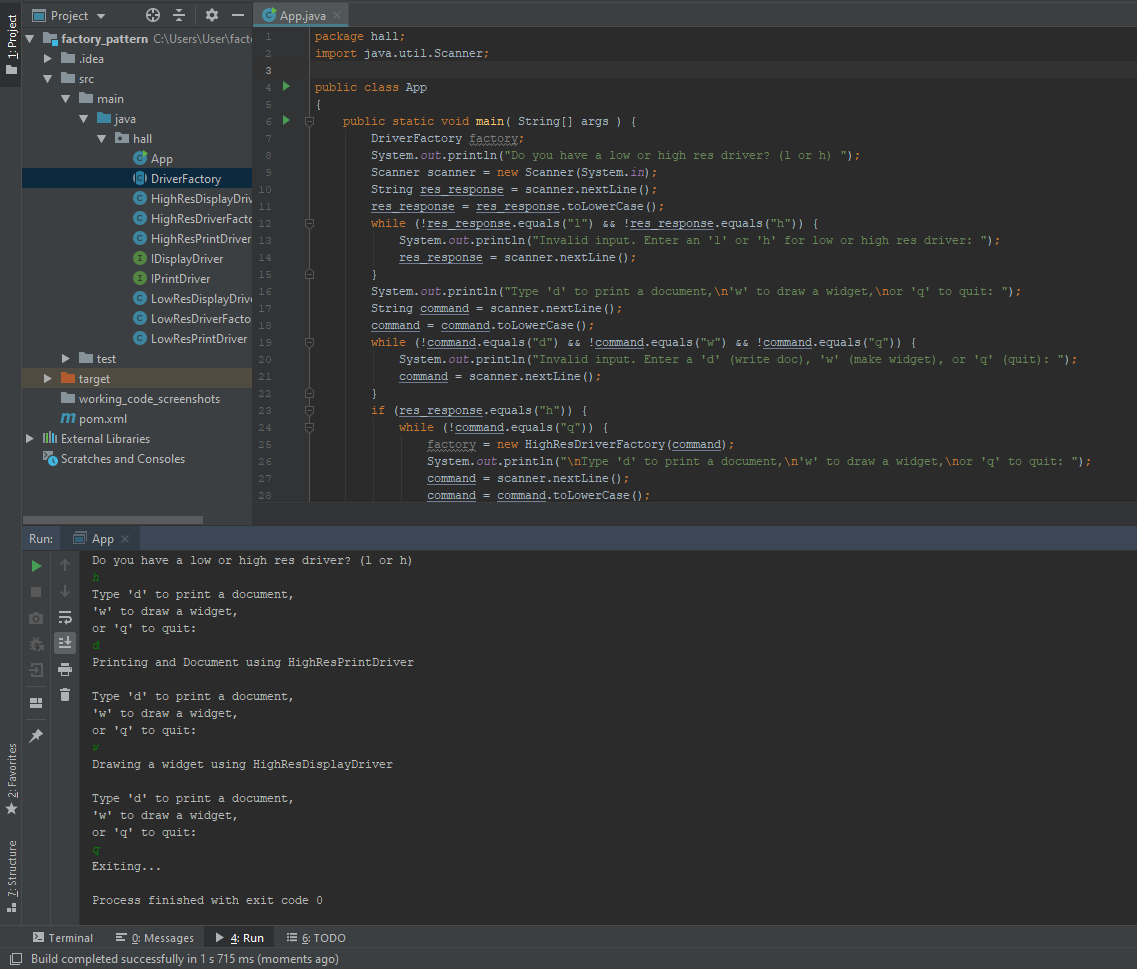 1: Project
Project
factory_pattern C:\Users\User\facto
.idea
src
main
java
hall
App
DriverFactory
HighResDisplayDriv
HighResDriverFacto
HighResPrintDriver
IDisplayDriver
IPrintDriver
LowResDisplayDrive
LowResDriverFacto
LowResPrintDriver
test
target
working_code_screenshots
pom.xml
External Libraries
Scratches and Consoles
App.java
1 package hall;
2 import java.util.Scanner;
3
4 public class App
5 {
6 public static void main( String[] args ) {
7 DriverFactory factory;
8 System.out.println("Do you have a low or high res driver? (l or h) ");
9 Scanner scanner = new Scanner(System.in);
10 String res_response = scanner.nextLine();
11 res_response = res_response.toLowerCase();
12 while (!res_response.equals("l") && !res_response.equals("h")) {
13 System.out.println("Invalid input. Enter an 'l' or 'h' for low or high res driver: ");
14 res_response = scanner.nextLine();
15 }
16 System.out.println("Type 'd' to print a document,\n'w' to draw a widget,\nor 'q' to quit: ");
17 String command = scanner.nextLine();
18 command = command.toLowerCase();
19 while (!command.equals("d") && !command.equals("w") && !command.equals("q")) {
20 System.out.println("Invalid input. Enter a 'd' (write doc), 'w' (make widget), or 'q' (quit): ");
21 command = scanner.nextLine();
22 }
23 if (res_response.equals("h")) {
24 while (!command.equals("q")) {
25 factory = new HighResDriverFactory(command);
26 System.out.println("\nType 'd' to print a document,\n'w' to draw a widget,\nor 'q' to quit: ");
27 command = scanner.nextLine();
28 command = command.toLowerCase();
Run: App
Do you have a low or high res driver? (l or h)
h
Type 'd' to print a document,
'w' to draw a widget,
or 'q' to quit:
d
Printing and Document using HighResPrintDriver
Type 'd' to print a document,
'w' to draw a widget,
or 'q' to quit:
w
Drawing a widget using HighResDisplayDriver
Type 'd' to print a document,
'w' to draw a widget,
or 'q' to quit:
q
Exiting...
Process finished with exit code 0
2: Favorites
7: Structure
Terminal 0: Messages 4: Run 6: TODO
Build completed successfully in 1 s 715 ms (moments ago)